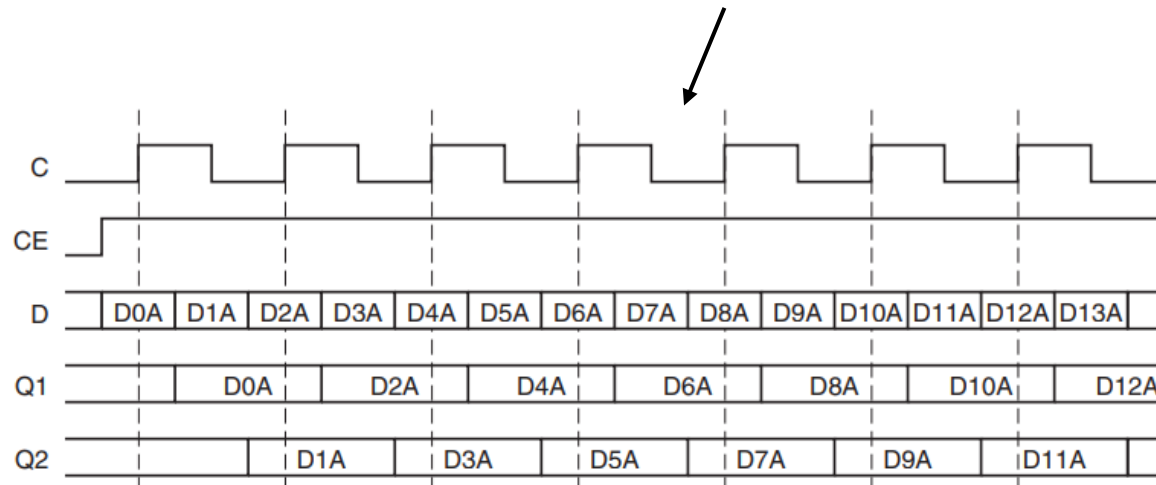 C
CE
D D0A D1A D2A D3A D4A D5A D6A D7A D8A D9A D10A D11A D12A D13A
Q1 D0A D2A D4A D6A D8A D10A D12A
Q2 D1A D3A D5A D7A D9A D11A